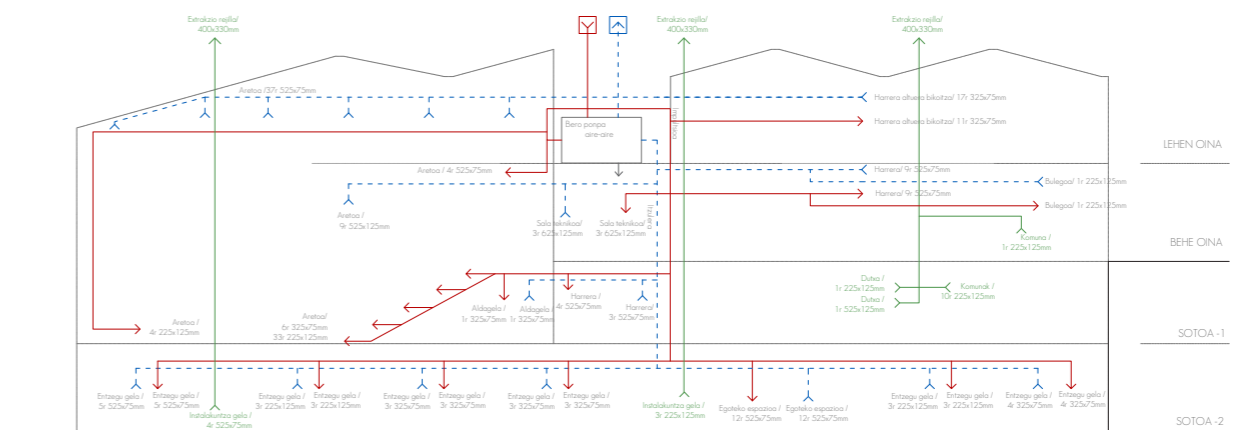 Extrakzio rejilla/
400x330mm
Extrakzio rejilla/
400x330mm
Extrakzio rejilla/
400x330mm
Aretoa/37r 525x75mm
Harrera altuera bikoitza/ 17r 325x75mm
Bero ponpa
aire-aire
Inpultsioa
Harrera altuera bikoitza/ 11r 325x75mm
LEHEN OINA
Aretoa / 4r 525x75mm
Harrera/ 9r 525x75mm
Bulegoa/ 1r 225x125mm
Harrera/ 9r 525x75mm
Bulegoa/ 1r 225x125mm
Aretoa /
9r 525x125mm
Sala teknikoa/
3r 625x125mm
Sala teknikoa/
3r 625x125mm
Itzulera
Komuna /
1r 225x125mm
BEHE OINA
Dutxa /
1r 225x125mm
Komunak /
10r 225x125mm
Dutxa /
1r 525x125mm
Aretoa /
4r 225x125mm
Aretoa/
6r 325x75mm
33r 225x125mm
Aldagela /
1r 325x75mm
Aldagela /
1r 325x75mm
Harrera /
4r 525x75mm
Harrera/
3r 525x75mm
SOTOA -1
Entzegu gela /
5r 525x75mm
Entzegu gela /
5r 525x75mm
Instalakuntza gela /
4r 525x75mm
Entzegu gela /
3r 225x125mm
Entzegu gela /
3r 225x125mm
Entzegu gela /
3r 325x75mm
Entzegu gela /
3r 325x75mm
Entzegu gela /
3r 325x75mm
Entzegu gela /
3r 325x75mm
Instalakuntza gela /
3r 225x125mm
Egoteko espazioa /
12r 525x75mm
Egoteko espazioa /
12r 525x75mm
Entzegu gela /
3r 225x125mm
Entzegu gela /
3r 225x125mm
Entzegu gela /
4r 325x75mm
Entzegu gela /
4r 325x75mm
SOTOA -2